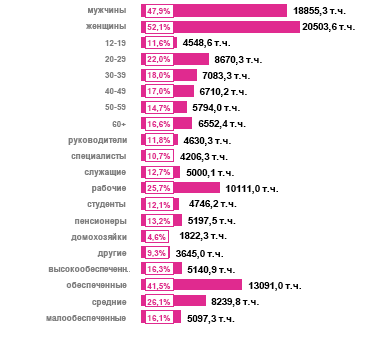 мужчины 47,9% 18855,3 т.ч.
женщины 52,1% 20503,6 т.ч.
12-19 11,6% 4548,6 т.ч.
20-29 22,0% 8670,3 т.ч.
30-39 18,0% 7083,3 т.ч.
40-49 17,0% 6710,2 т.ч.
50-59 14,7% 5794,0 т.ч.
60+ 16,6% 6552,4 т.ч.
руководители 11,8% 4630,3 т.ч.
специалисты 10,7% 4206,3 т.ч.
служащие 12,7% 5000,1 т.ч.
рабочие 25,7% 10111,0 т.ч.
студенты 12,1% 4746,2 т.ч.
пенсионеры 13,2% 5197,5 т.ч.
домохозяйки 4,6% 1822,3 т.ч.
другие 9,3% 3645,0 т.ч.
высокообеспеченн. 16,3% 5140,9 т.ч.
обеспеченные 41,5% 13091,0 т.ч.
средние 26,1% 8239,8 т.ч.
малообеспеченные 16,1% 5097,3 т.ч.